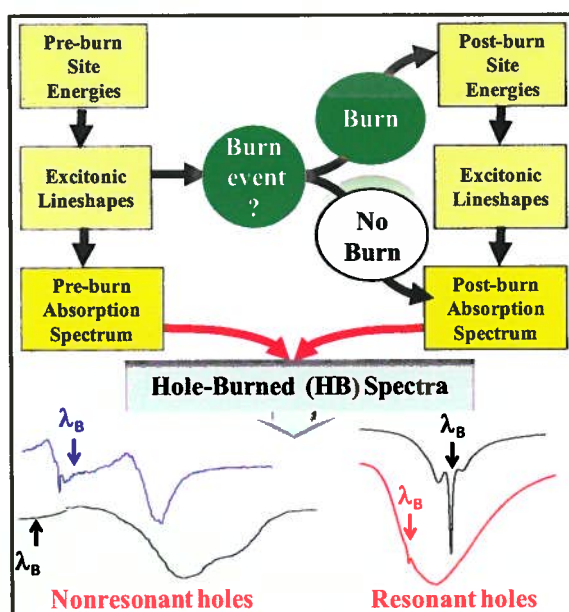 Pre-burn
Site
Energies
Post-burn
Site
Energies
Burn
Burn
event
?
Excitonic
Lineshapes
Excitonic
Lineshapes
No
Burn
Pre-burn
Absorption
Spectrum
Post-burn
Absorption
Spectrum
Hole-Burned (HB) Spectra
λB
λB
λB
λB
Nonresonant holes
Resonant holes